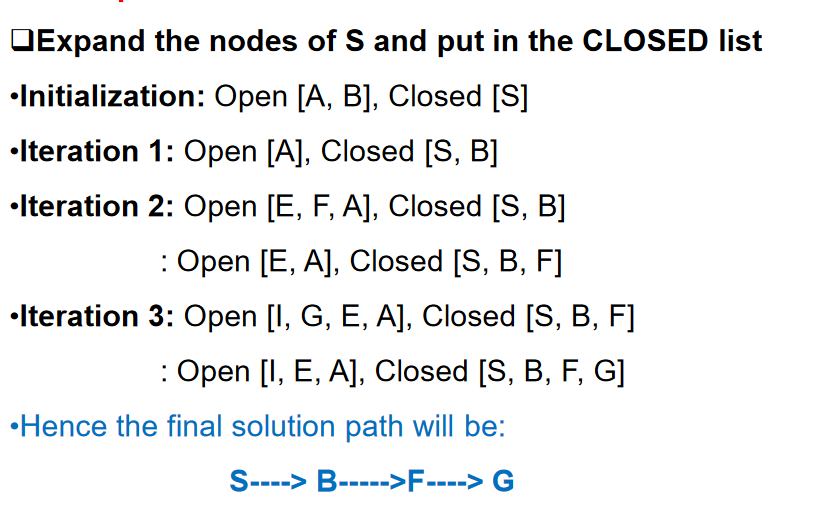 ❑Expand the nodes of S and put in the CLOSED list
•Initialization: Open [A, B], Closed [S]
•Iteration 1: Open [A], Closed [S, B]
•Iteration 2: Open [E, F, A], Closed [S, B]
: Open [E, A], Closed [S, B, F]
•Iteration 3: Open [I, G, E, A], Closed [S, B, F]
: Open [I, E, A], Closed [S, B, F, G]
•Hence the final solution path will be:
S----> B----->F----> G